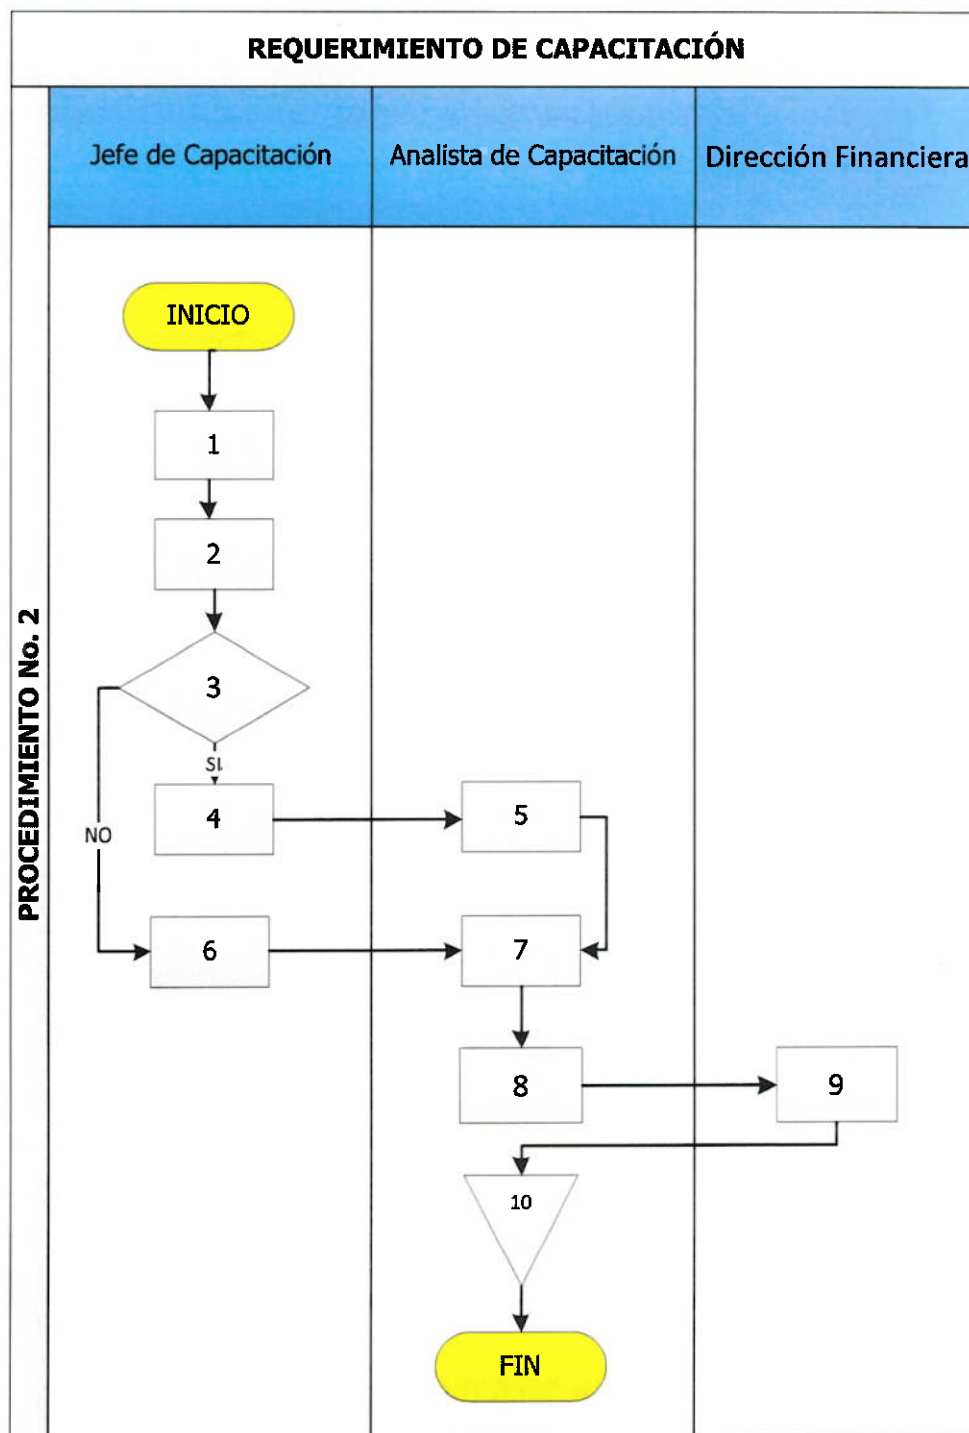 REQUERIMIENTO DE CAPACITACIÓN
Jefe de Capacitación
Analista de Capacitación
Dirección Financiera
PROCEDIMIENTO No. 2
INICIO
1
2
3
SI
NO
4
5
6
7
8
9
10
FIN